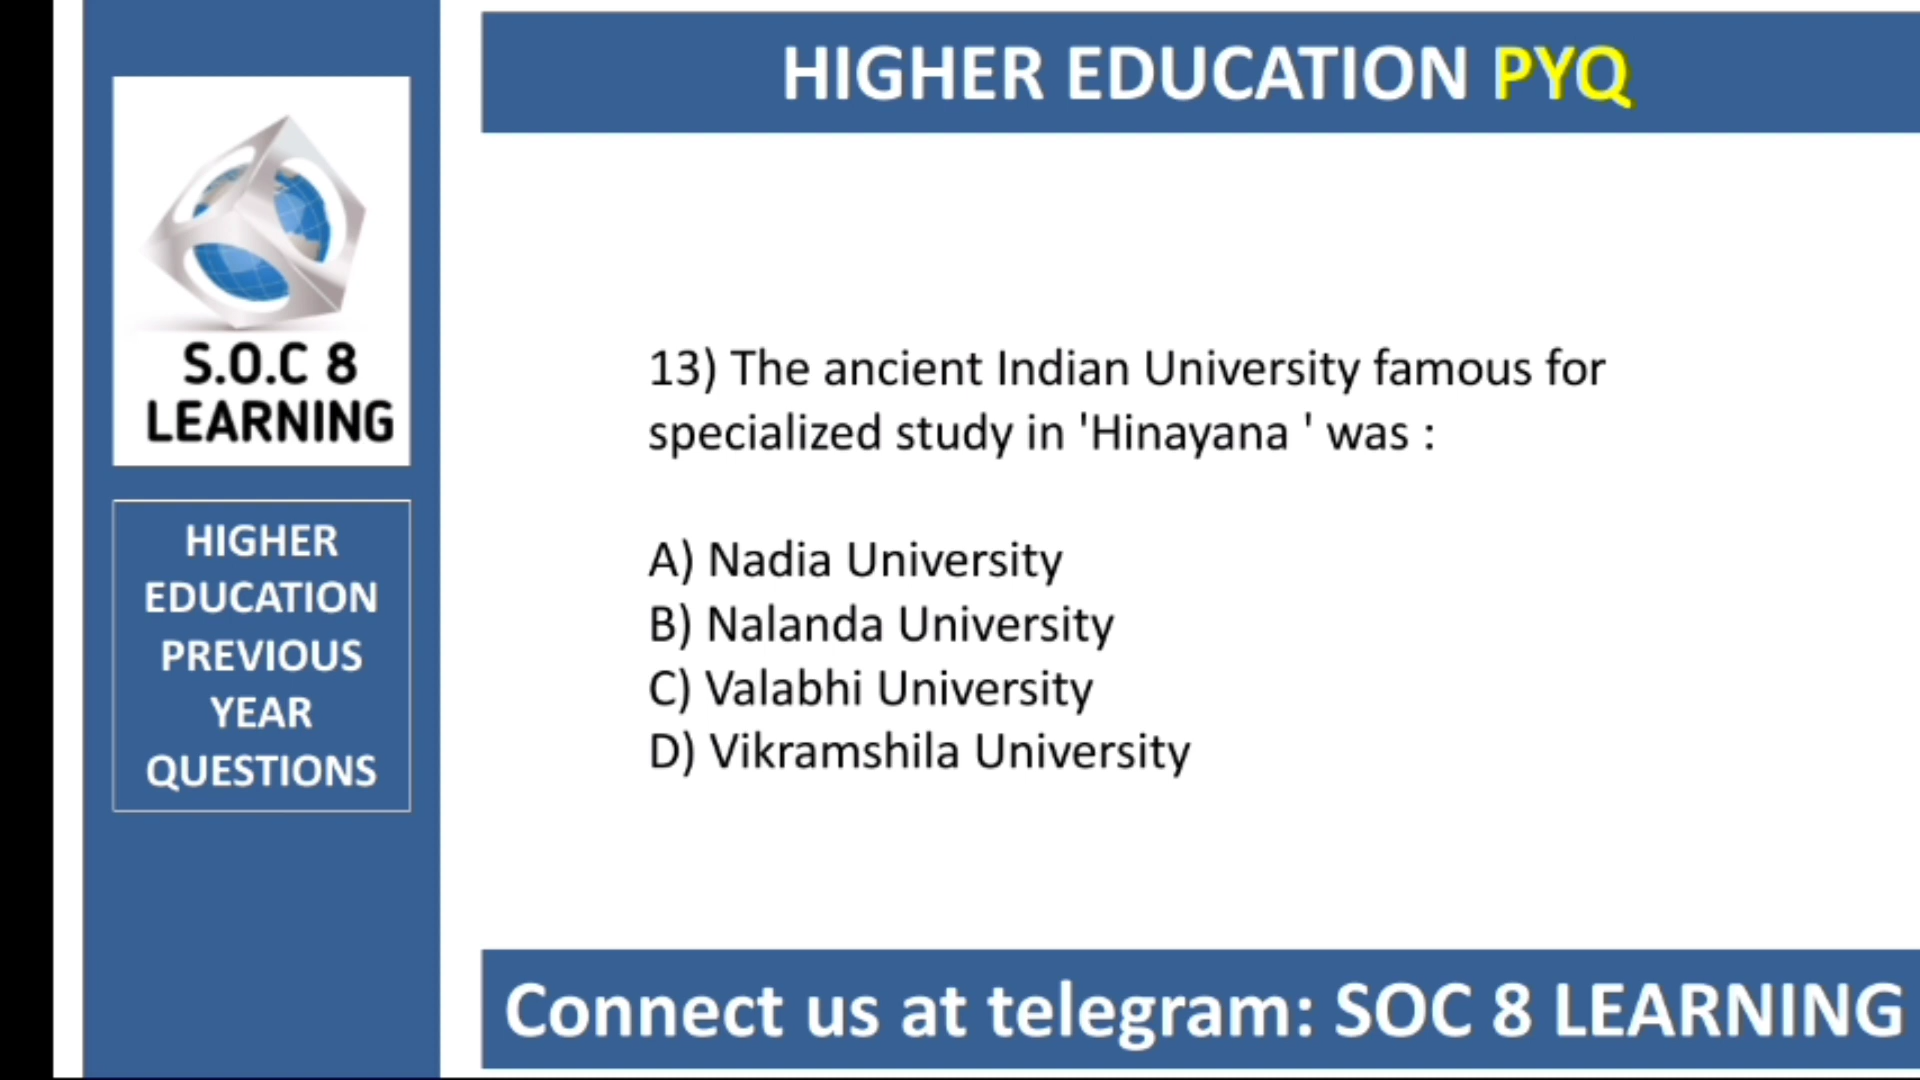 HIGHER EDUCATION PYQ
S.O.C 8
LEARNING
HIGHER
EDUCATION
PREVIOUS
YEAR
QUESTIONS
13) The ancient Indian University famous for
specialized study in 'Hinayana ' was :
A) Nadia University
B) Nalanda University
C) Valabhi University
D) Vikramshila University
Connect us at telegram: SOC 8 LEARNING